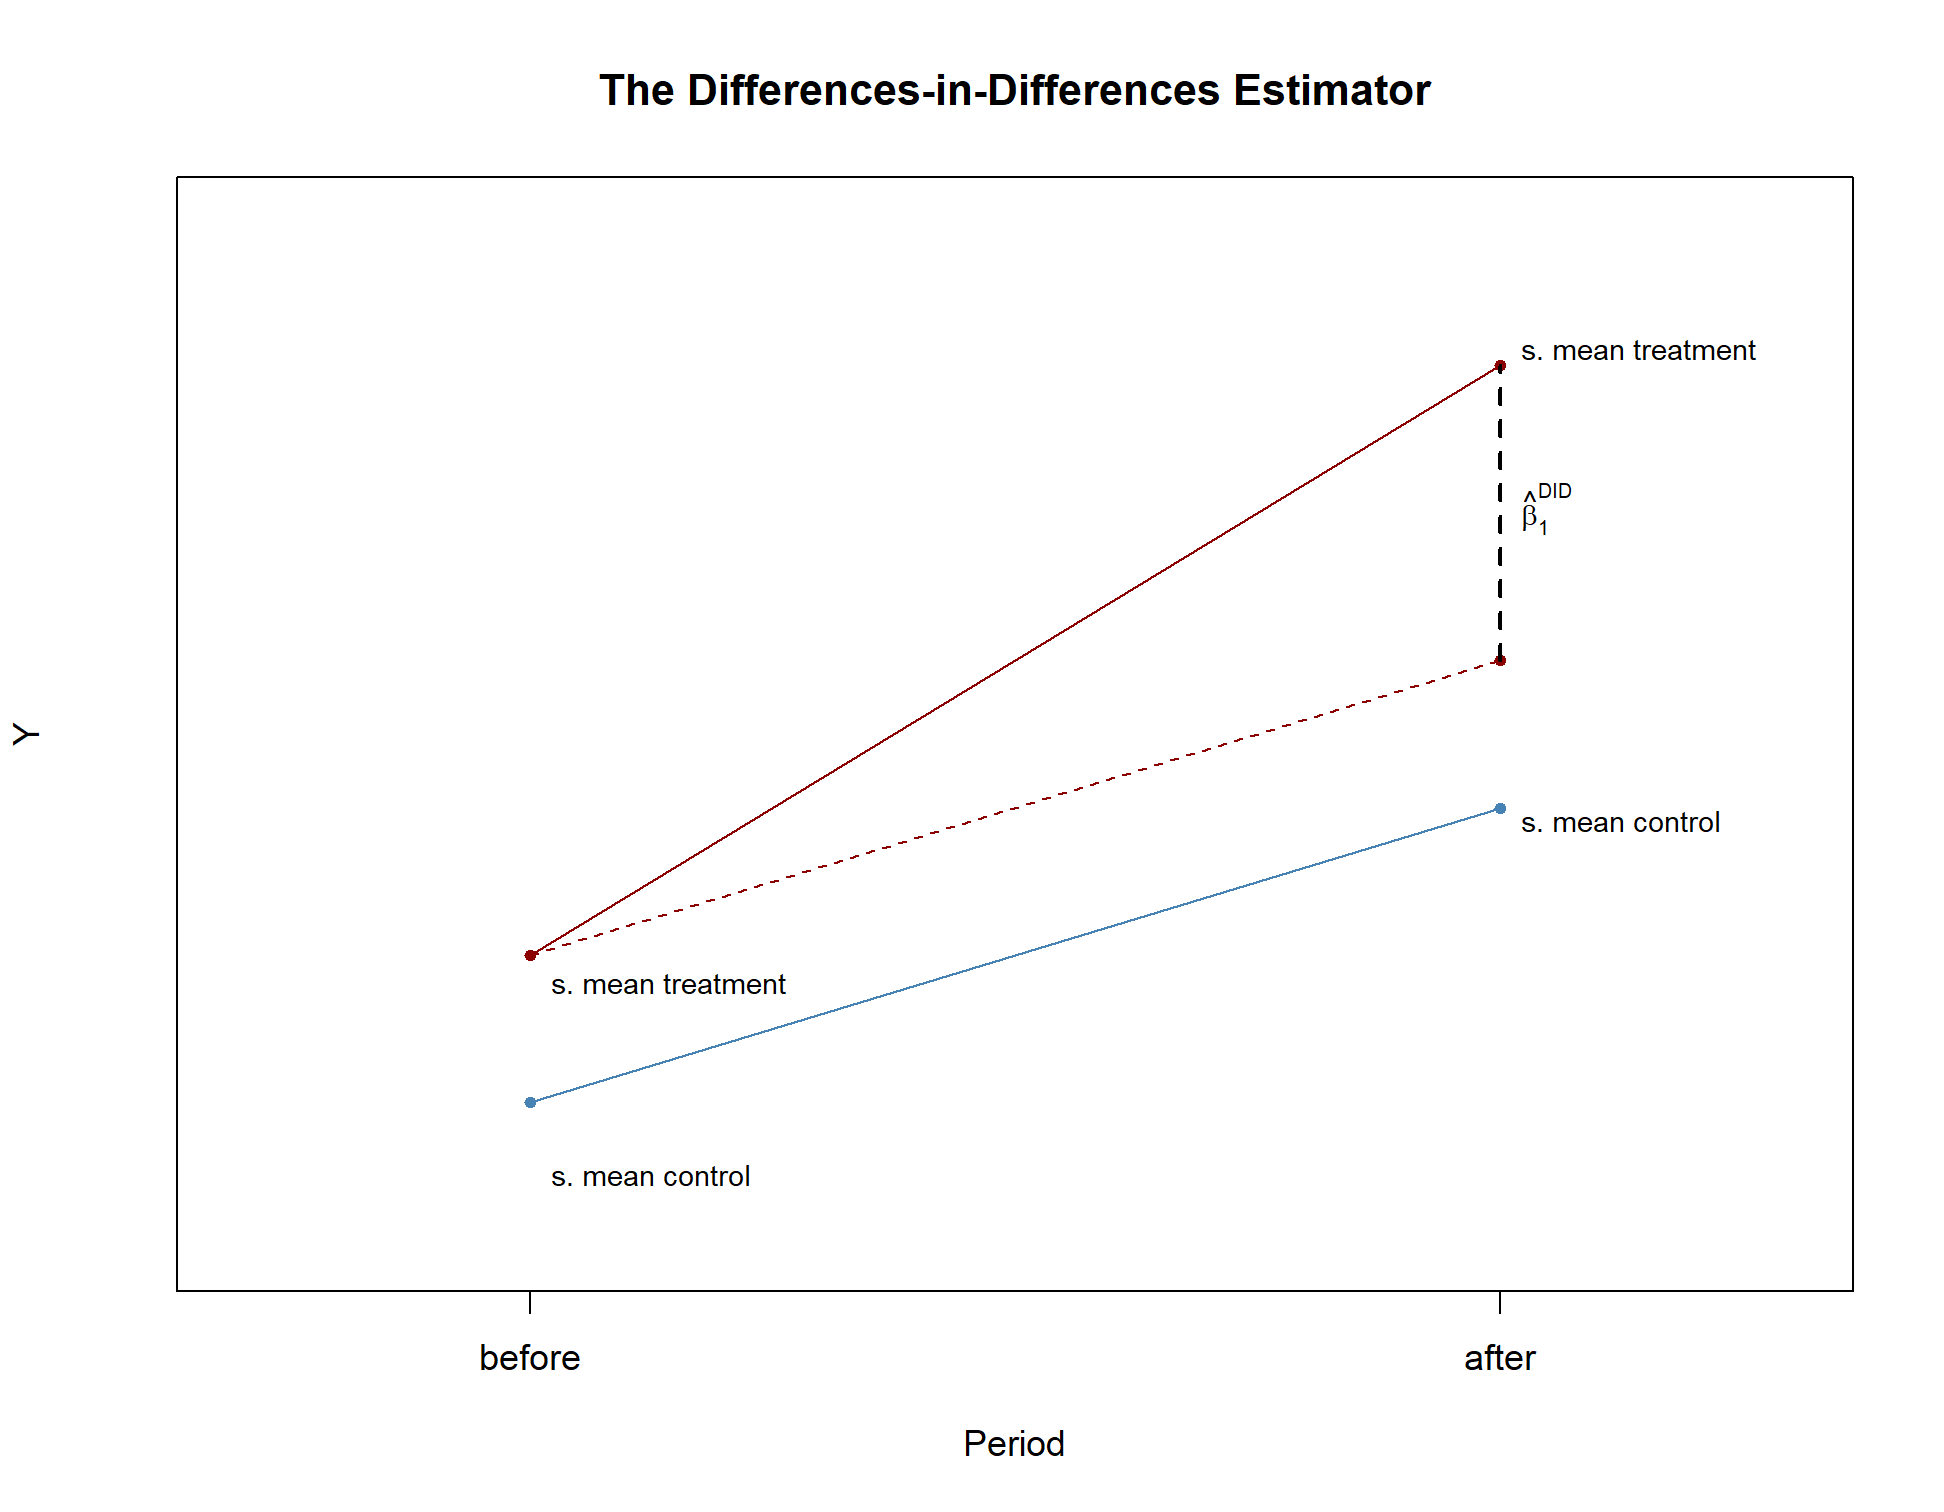 The Differences-in-Differences Estimator
s. mean treatment
β̂₁ᴰᴵᴰ
Y
s. mean control
s. mean treatment
s. mean control
before
after
Period